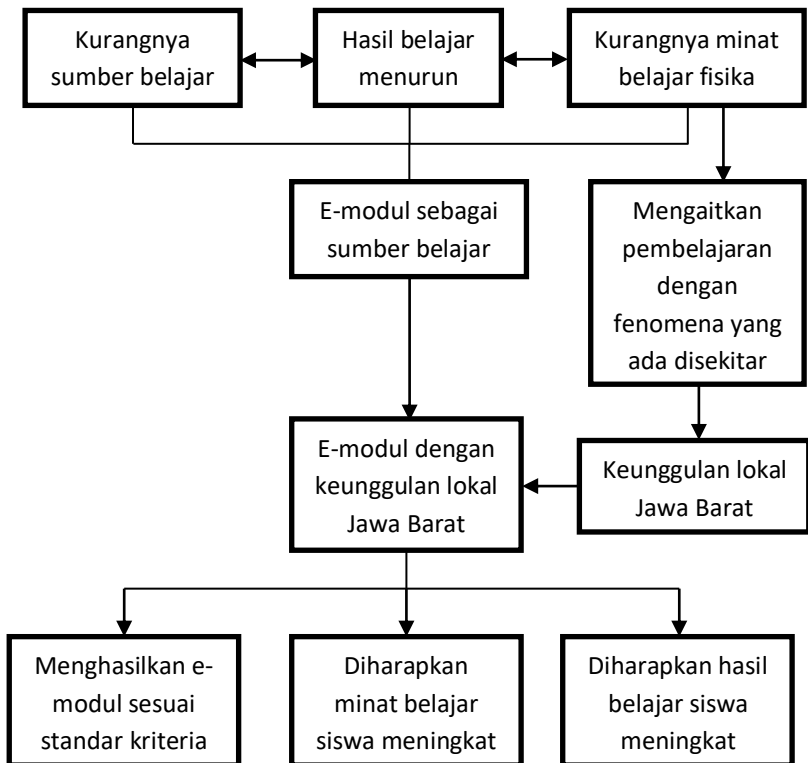 Kurangnya
sumber belajar
Hasil belajar
menurun
Kurangnya minat
belajar fisika
E-modul sebagai
sumber belajar
Mengaitkan
pembelajaran
dengan
fenomena yang
ada disekitar
E-modul dengan
keunggulan lokal
Jawa Barat
Keunggulan lokal
Jawa Barat
Menghasilkan e-
modul sesuai
standar kriteria
Diharapkan
minat belajar
siswa meningkat
Diharapkan hasil
belajar siswa
meningkat